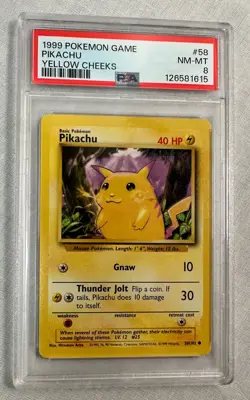 1999 POKEMON GAME #58
PIKACHU NM-MT
YELLOW CHEEKS PSA 8
126581615
Basic Pokémon
Pikachu 40 HP
Mouse Pokémon. Length: 1' 4", Weight: 13 lbs.
Gnaw 10
Thunder Jolt Flip a coin. If 30
tails, Pikachu does 10 damage
to itself.
weakness resistance retreat cost
When several of these Pokémon gather, their electricity can
cause lightning storms. LV. 12 #25
58/102